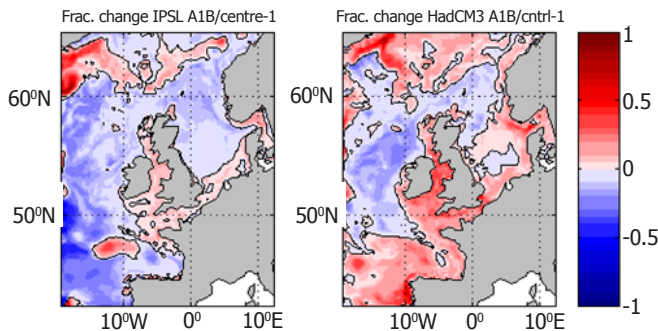 Frac. change IPSL A1B/centre-1
Frac. change HadCM3 A1B/cntrl-1
1
60⁰N
60⁰N
0.5
0
50⁰N
50⁰N
-0.5
-1
10⁰W
0⁰
10⁰E
10⁰W
0⁰
10⁰E